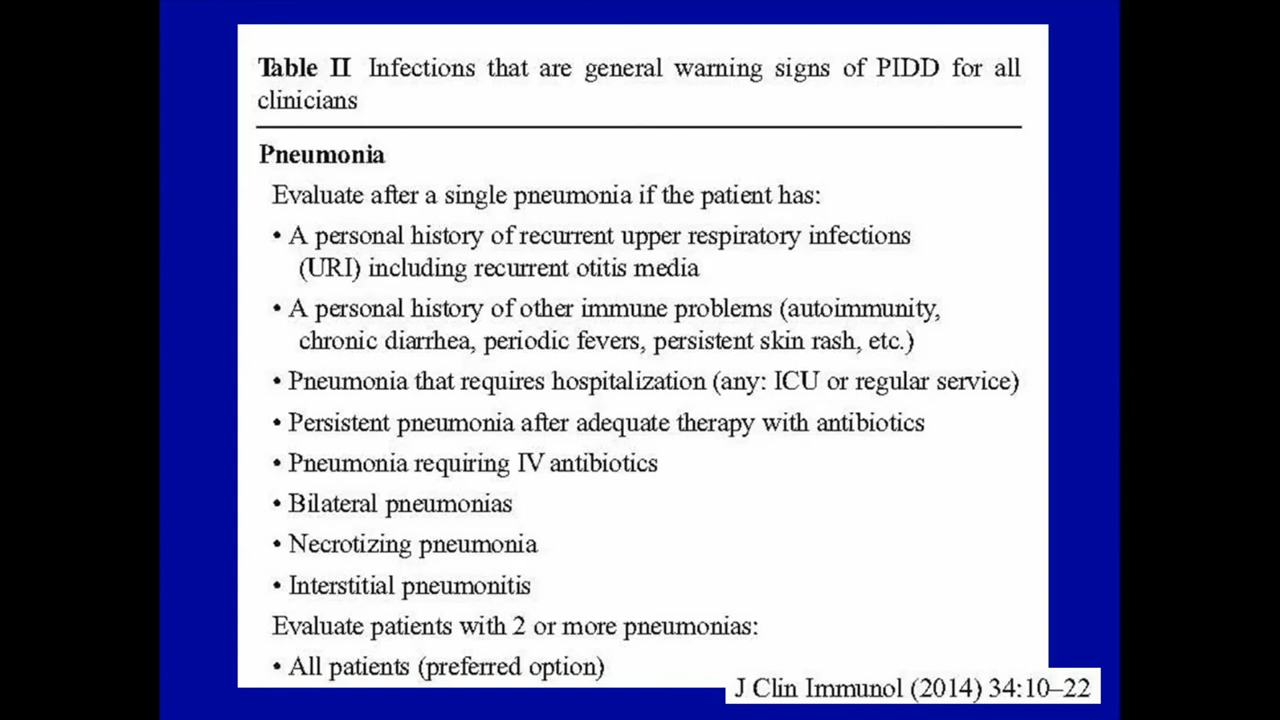 Table II Infections that are general warning signs of PIDD for all
clinicians
Pneumonia
Evaluate after a single pneumonia if the patient has:
• A personal history of recurrent upper respiratory infections
(URI) including recurrent otitis media
• A personal history of other immune problems (autoimmunity,
chronic diarrhea, periodic fevers, persistent skin rash, etc.)
• Pneumonia that requires hospitalization (any: ICU or regular service)
• Persistent pneumonia after adequate therapy with antibiotics
• Pneumonia requiring IV antibiotics
• Bilateral pneumonias
• Necrotizing pneumonia
• Interstitial pneumonitis
Evaluate patients with 2 or more pneumonias:
• All patients (preferred option)
J Clin Immunol (2014) 34:10–22